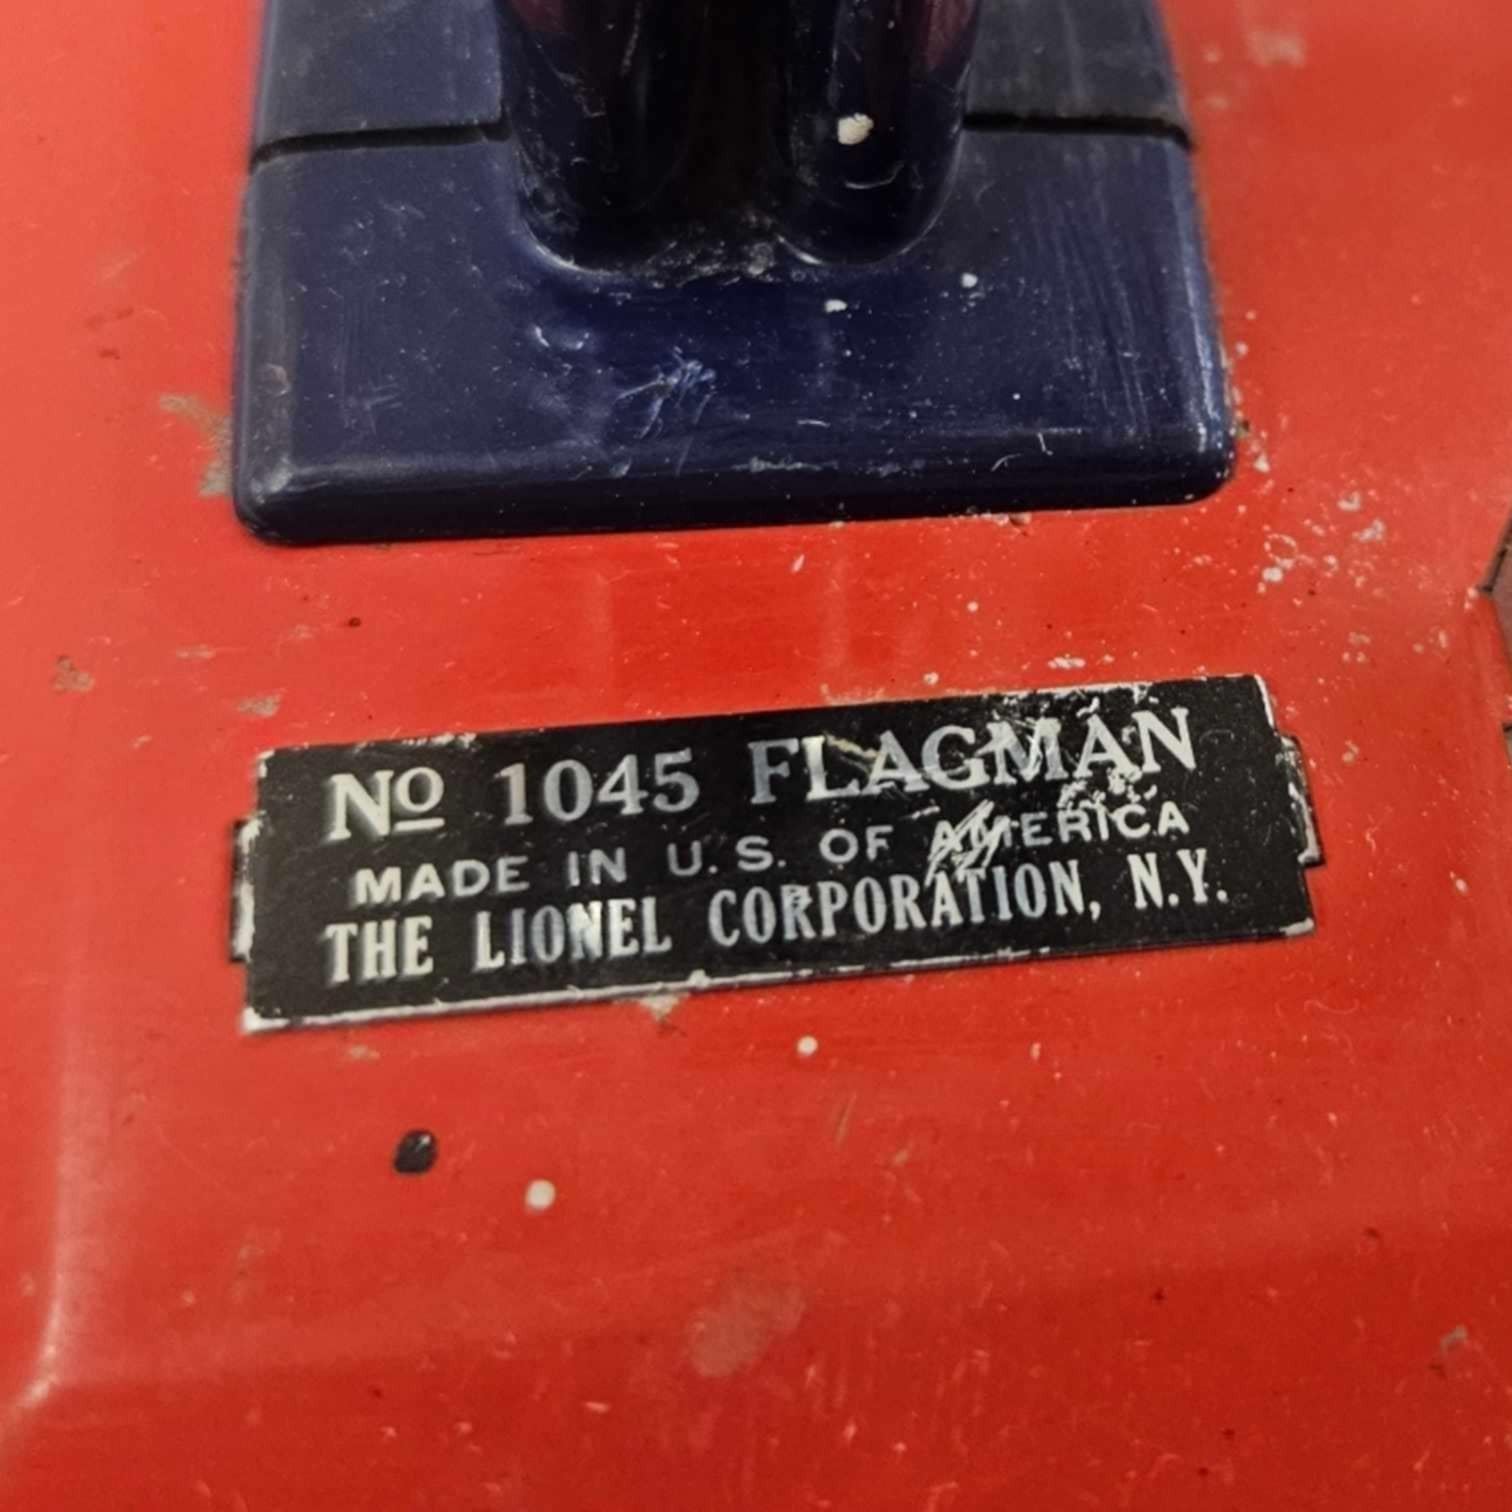 No 1045 FLAGMAN
MADE IN U.S. OF AMERICA
THE LIONEL CORPORATION, N.Y.